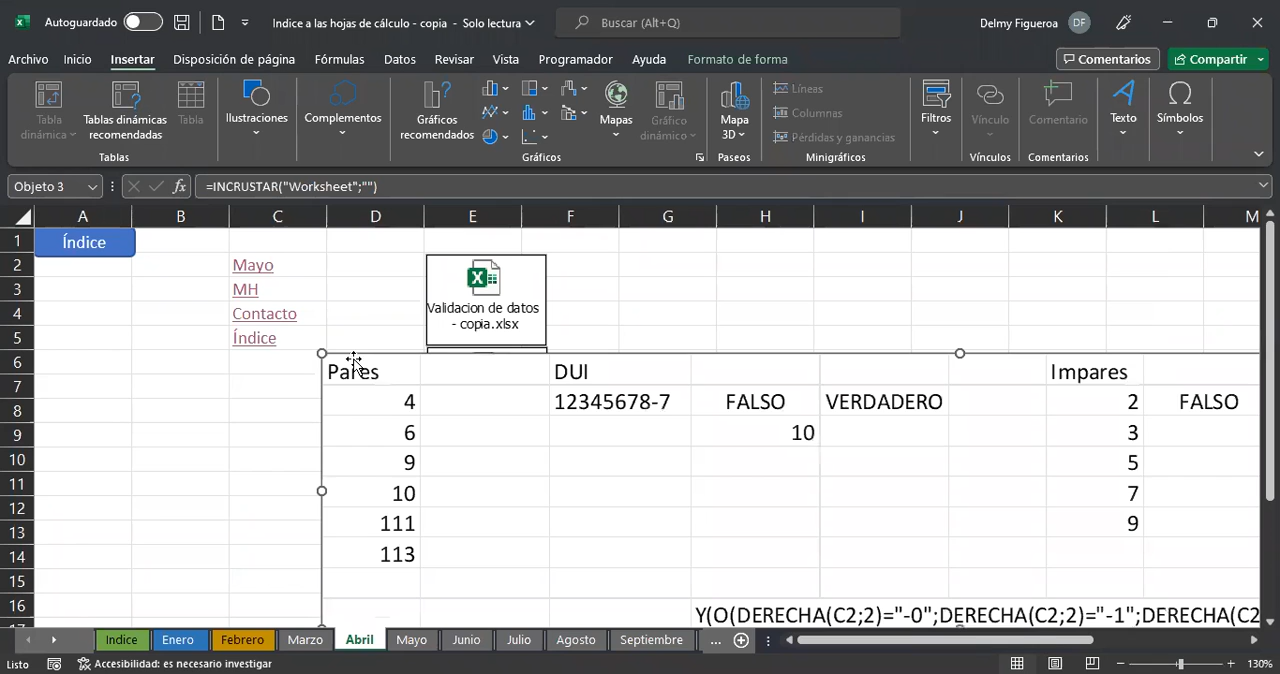 Autoguardado
Indice a las hojas de cálculo - copia - Solo lectura
Buscar (Alt+Q)
Delmy Figueroa DF
Archivo Inicio Insertar Disposición de página Fórmulas Datos Revisar Vista Programador Ayuda Formato de forma Comentarios Compartir
Tabla dinámica
Tablas dinámicas recomendadas
Tabla
Tablas
Ilustraciones
Complementos
Gráficos recomendados
Mapas
Gráfico dinámico
Gráficos
Mapa 3D
Paseos
Líneas
Columnas
Pérdidas y ganancias
Minigráficos
Filtros
Vínculo
Vínculos
Comentario
Comentarios
Texto
Símbolos
Objeto 3 fx =INCRUSTAR("Worksheet";"")
A B C D E F G H I J K L M
1 Índice
2 Mayo
3 MH
4 Contacto
5 Índice
Validacion de datos
- copia.xlsx
6 Pares DUI Impares
7
8 4 12345678-7 FALSO VERDADERO 2 FALSO
9 6 10 3
10 9 5
11
12 10 7
13 111 9
14 113
15
16 Y(O(DERECHA(C2;2)="-0";DERECHA(C2;2)="-1";DERECHA(C2
17
Indice Enero Febrero Marzo Abril Mayo Junio Julio Agosto Septiembre ...
Listo Accesibilidad: es necesario investigar 130%